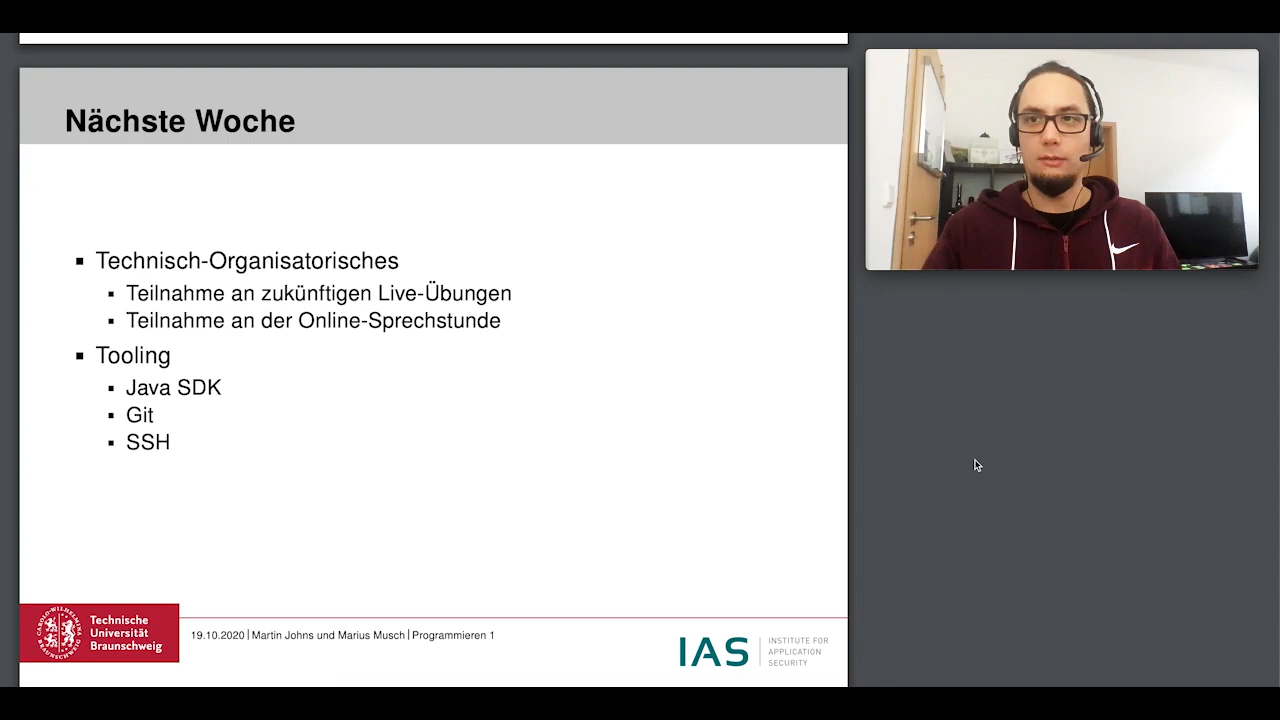 Nächste Woche
Technisch-Organisatorisches
Teilnahme an zukünftigen Live-Übungen
Teilnahme an der Online-Sprechstunde
Tooling
Java SDK
Git
SSH
Technische
Universität
Braunschweig
19.10.2020 | Martin Johns und Marius Musch | Programmieren 1
IAS
INSTITUTE FOR
APPLICATION
SECURITY